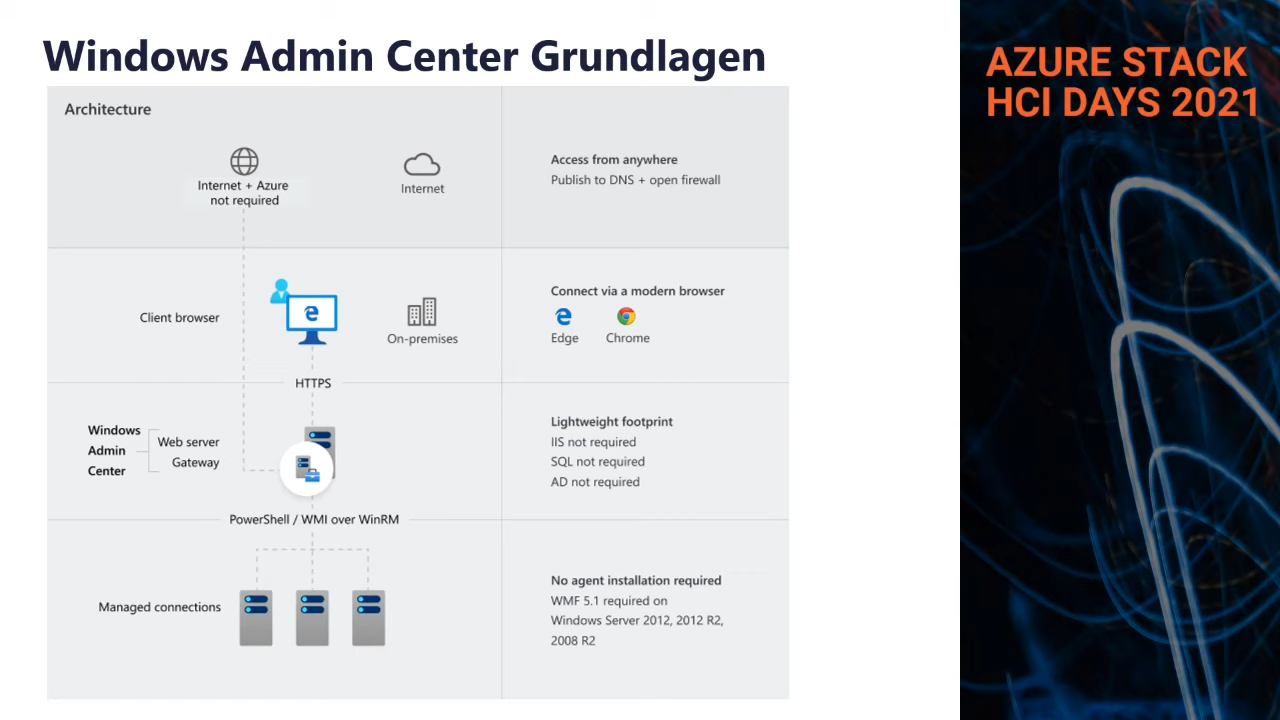 Windows Admin Center Grundlagen
AZURE STACK
HCI DAYS 2021
Architecture
Internet + Azure
not required
Internet
Access from anywhere
Publish to DNS + open firewall
Client browser
On-premises
Connect via a modern browser
Edge
Chrome
HTTPS
Windows
Admin
Center
Web server
Gateway
Lightweight footprint
IIS not required
SQL not required
AD not required
PowerShell / WMI over WinRM
Managed connections
No agent installation required
WMF 5.1 required on
Windows Server 2012, 2012 R2,
2008 R2